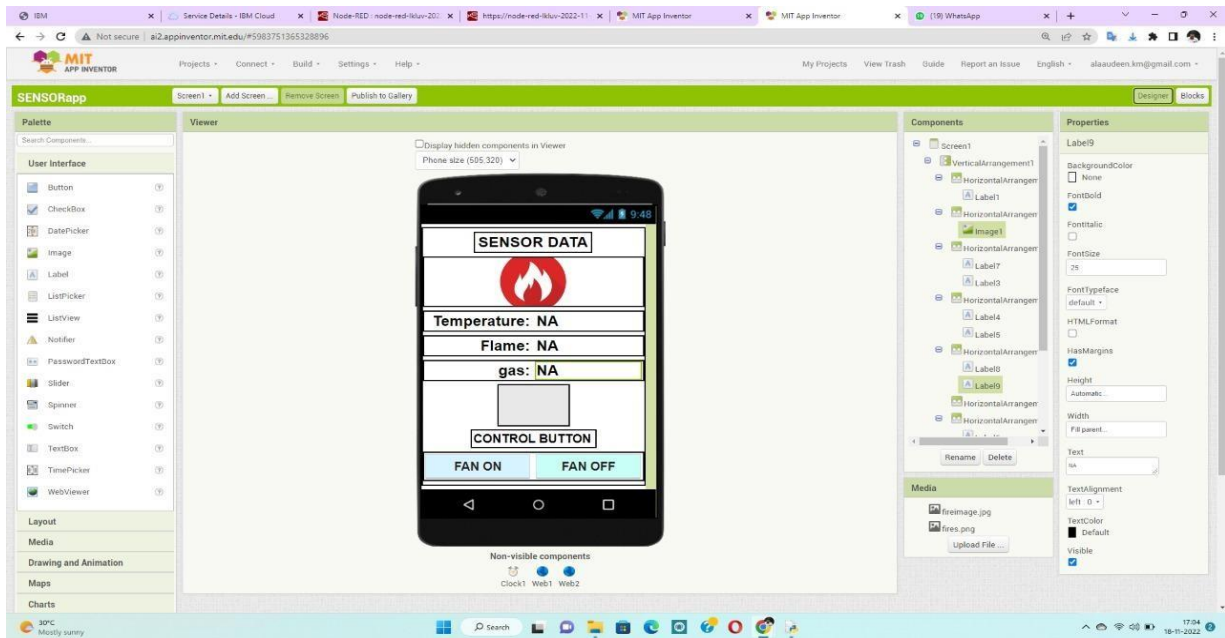 IBM
Service Details - IBM Cloud
Node-RED : node-red-lkluv-202
https://node-red-lkluv-2022-11-
MIT App Inventor
MIT App Inventor
(19) WhatsApp
Not secure | ai2.appinventor.mit.edu/#5983751365328896
MIT
APP INVENTOR
Projects
Connect
Build
Settings
Help
My Projects
View Trash
Guide
Report an Issue
English
alaaudeen.km@gmail.com
SENSORapp
Screen1
Add Screen ...
Remove Screen
Publish to Gallery
Designer
Blocks
Palette
Search Components...
User Interface
Button
CheckBox
DatePicker
Image
Label
ListPicker
ListView
Notifier
PasswordTextBox
Slider
Spinner
Switch
TextBox
TimePicker
WebViewer
Layout
Media
Drawing and Animation
Maps
Charts
Viewer
Display hidden components in Viewer
Phone size (505,320)
9:48
SENSOR DATA
Temperature: NA
Flame: NA
gas: NA
CONTROL BUTTON
FAN ON
FAN OFF
Non-visible components
Clock1 Web1 Web2
Components
Screen1
VerticalArrangement1
HorizontalArrangem
Label1
HorizontalArrangem
Image1
HorizontalArrangem
Label7
Label3
HorizontalArrangem
Label4
Label5
HorizontalArrangem
Label8
Label9
HorizontalArrangem
HorizontalArrangem
Rename
Delete
Media
fireimage.jpg
fires.png
Upload File ...
Properties
Label9
BackgroundColor
None
FontBold
FontItalic
FontSize
25
FontTypeface
default
HTMLFormat
HasMargins
Height
Automatic...
Width
Fill parent...
Text
NA
TextAlignment
left : 0
TextColor
Default
Visible
30°C
Mostly sunny
Search
17:04
18-11-2022